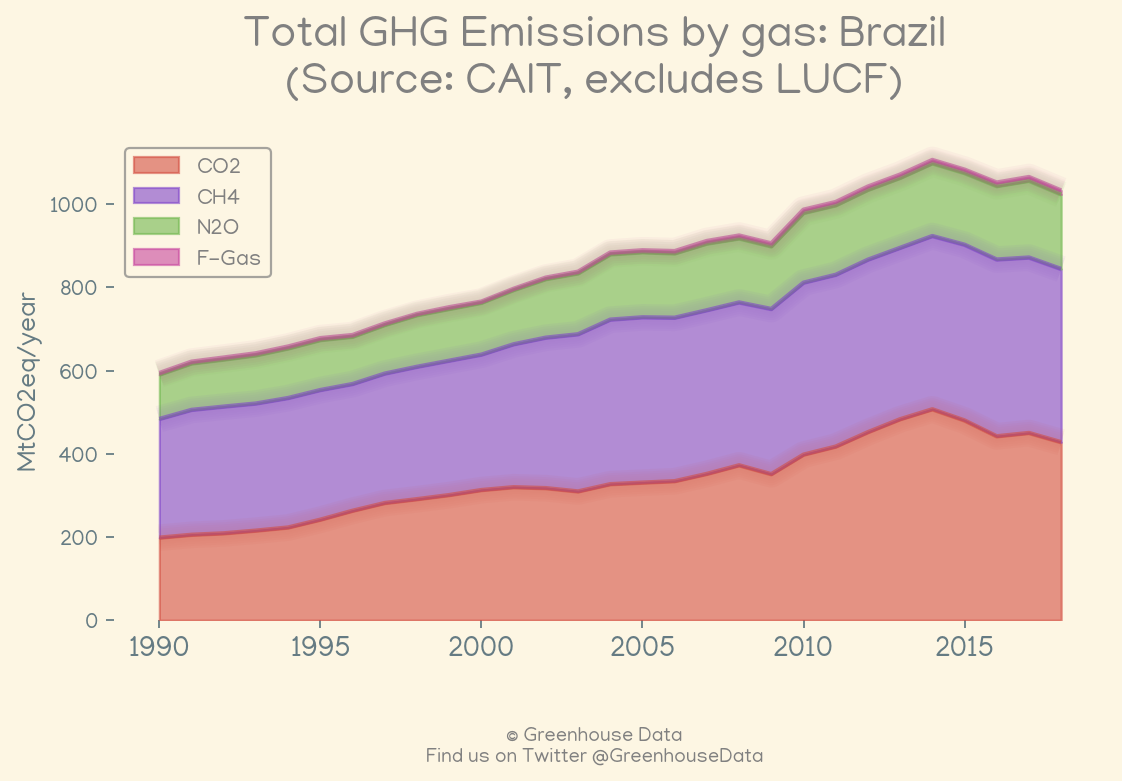 Total GHG Emissions by gas: Brazil
(Source: CAIT, excludes LUCF)
CO2
CH4
N2O
F-Gas
MtCO2eq/year
1000
800
600
400
200
0
1990 1995 2000 2005 2010 2015
© Greenhouse Data
Find us on Twitter @GreenhouseData